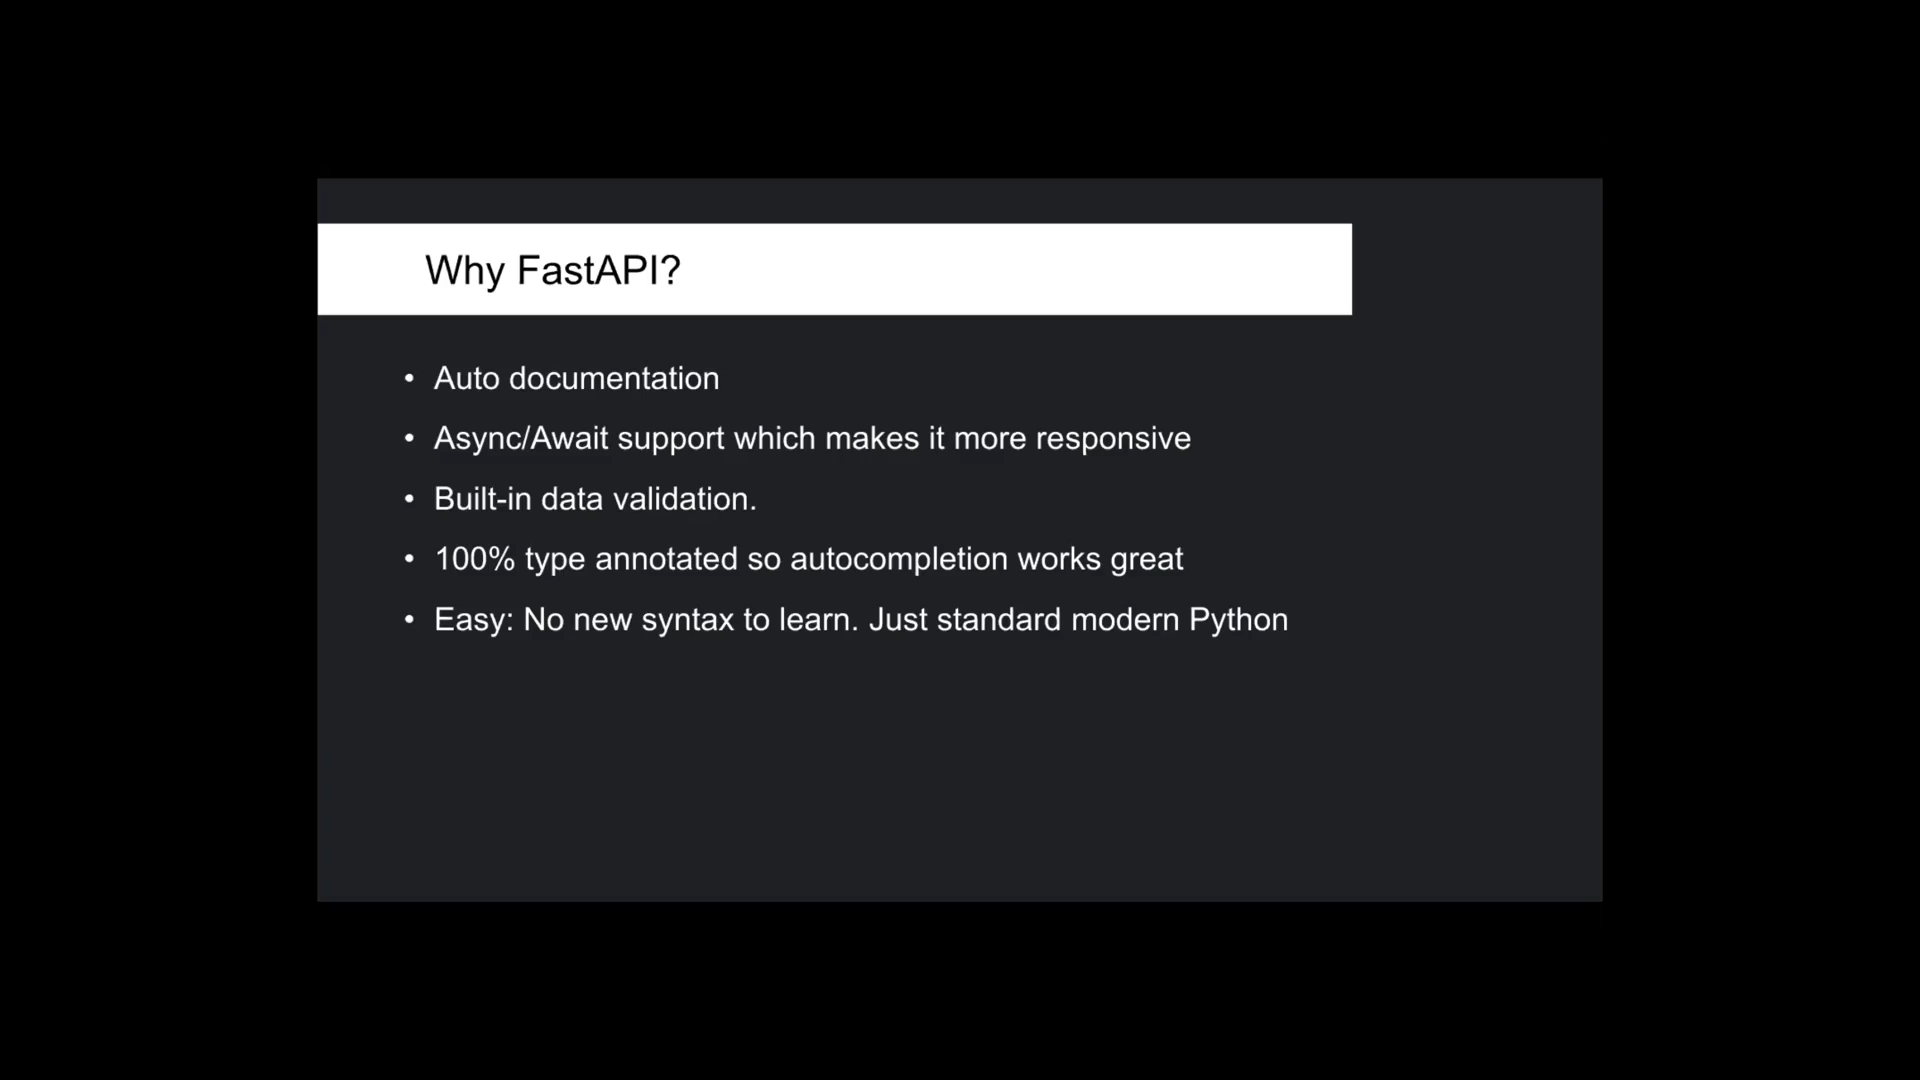 Why FastAPI?
• Auto documentation
• Async/Await support which makes it more responsive
• Built-in data validation.
• 100% type annotated so autocompletion works great
• Easy: No new syntax to learn. Just standard modern Python